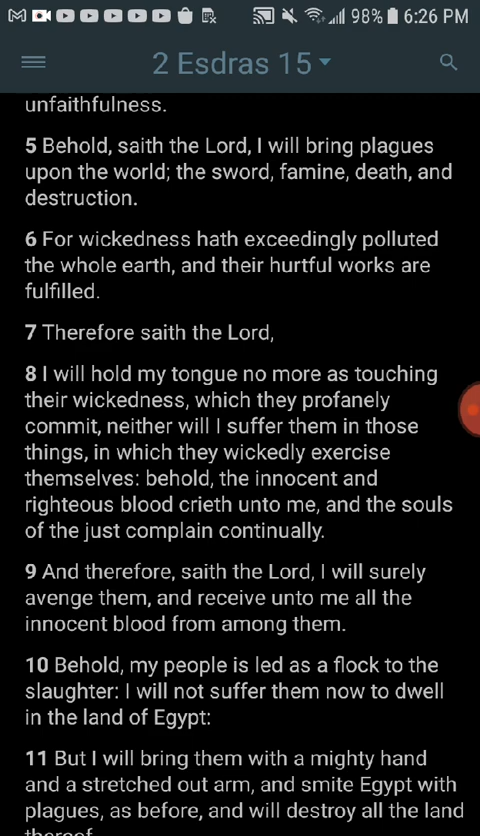 98% 6:26 PM
2 Esdras 15
unfaithfulness.
5 Behold, saith the Lord, I will bring plagues
upon the world; the sword, famine, death, and
destruction.
6 For wickedness hath exceedingly polluted
the whole earth, and their hurtful works are
fulfilled.
7 Therefore saith the Lord,
8 I will hold my tongue no more as touching
their wickedness, which they profanely
commit, neither will I suffer them in those
things, in which they wickedly exercise
themselves: behold, the innocent and
righteous blood crieth unto me, and the souls
of the just complain continually.
9 And therefore, saith the Lord, I will surely
avenge them, and receive unto me all the
innocent blood from among them.
10 Behold, my people is led as a flock to the
slaughter: I will not suffer them now to dwell
in the land of Egypt:
11 But I will bring them with a mighty hand
and a stretched out arm, and smite Egypt with
plagues, as before, and will destroy all the land
thereof